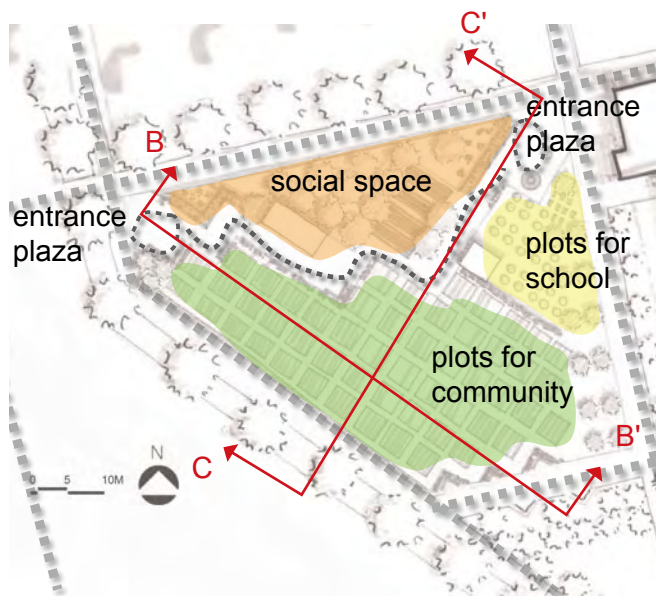 C'
entrance
plaza
B
social space
entrance
plaza
plots for
school
plots for
community
B'
N
C
0 5 10M